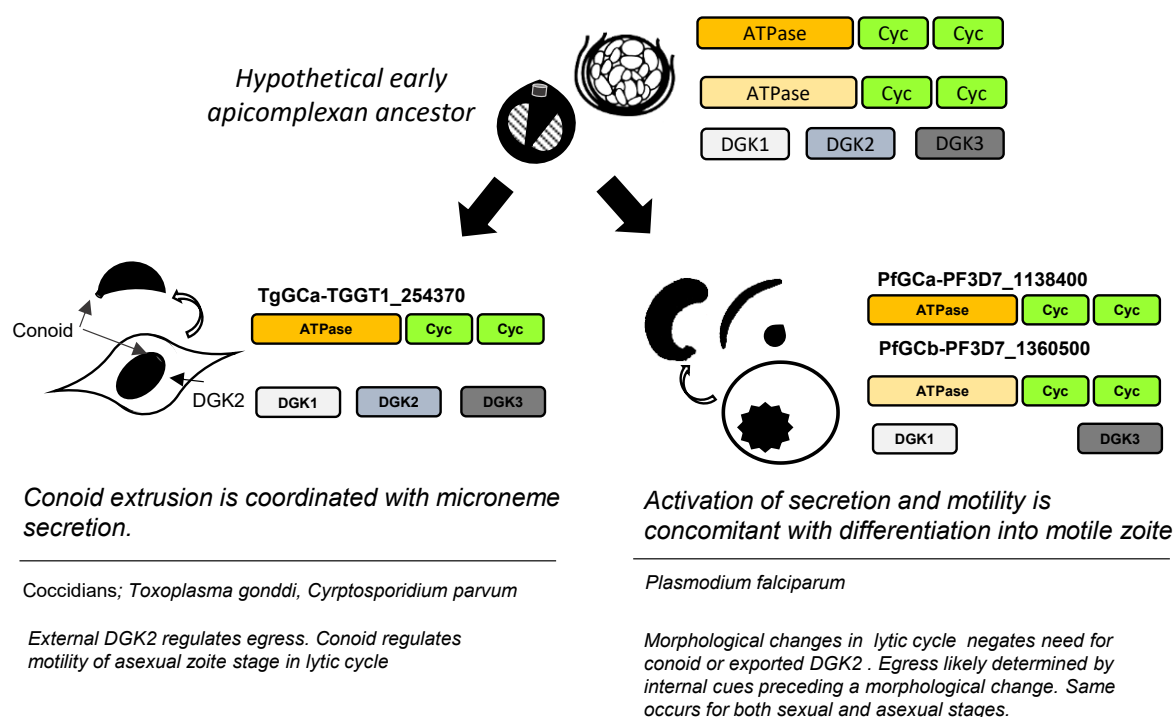 Hypothetical early
apicomplexan ancestor
ATPase Cyc Cyc
ATPase Cyc Cyc
DGK1 DGK2 DGK3
Conoid
DGK2
TgGCa-TGGT1_254370
ATPase Cyc Cyc
DGK1 DGK2 DGK3
Conoid extrusion is coordinated with microneme
secretion.
Coccidians; Toxoplasma gonddi, Cyrptosporidium parvum
External DGK2 regulates egress. Conoid regulates
motility of asexual zoite stage in lytic cycle
PfGCa-PF3D7_1138400
ATPase Cyc Cyc
PfGCb-PF3D7_1360500
ATPase Cyc Cyc
DGK1 DGK3
Activation of secretion and motility is
concomitant with differentiation into motile zoite
Plasmodium falciparum
Morphological changes in lytic cycle negates need for
conoid or exported DGK2 . Egress likely determined by
internal cues preceding a morphological change. Same
occurs for both sexual and asexual stages.